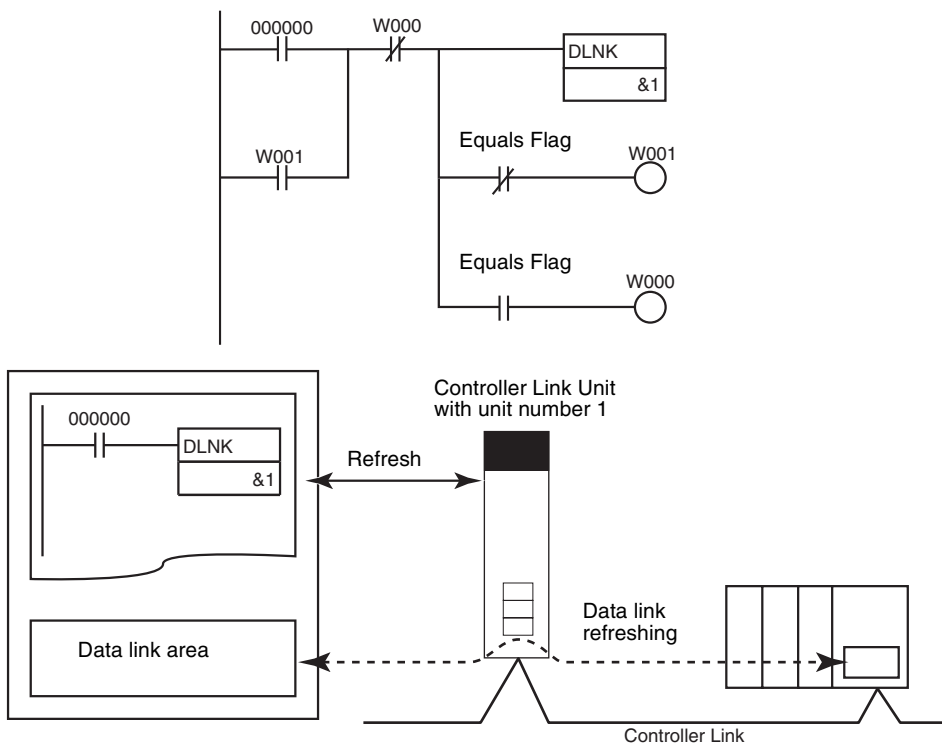 000000
W000
DLNK
&1
W001
Equals Flag
W001
Equals Flag
W000
Controller Link Unit
with unit number 1
000000
DLNK
&1
Refresh
Data link
refreshing
Data link area
Controller Link